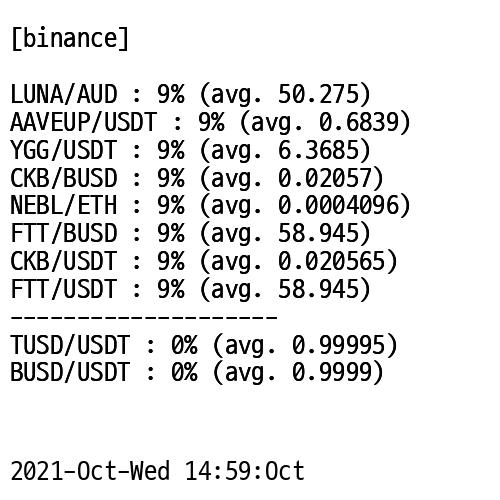 [binance]
LUNA/AUD : 9% (avg. 50.275)
AAVEUP/USDT : 9% (avg. 0.6839)
YGG/USDT : 9% (avg. 6.3685)
CKB/BUSD : 9% (avg. 0.02057)
NEBL/ETH : 9% (avg. 0.0004096)
FTT/BUSD : 9% (avg. 58.945)
CKB/USDT : 9% (avg. 0.020565)
FTT/USDT : 9% (avg. 58.945)
--------------------
TUSD/USDT : 0% (avg. 0.99995)
BUSD/USDT : 0% (avg. 0.9999)
2021-Oct-Wed 14:59:Oct